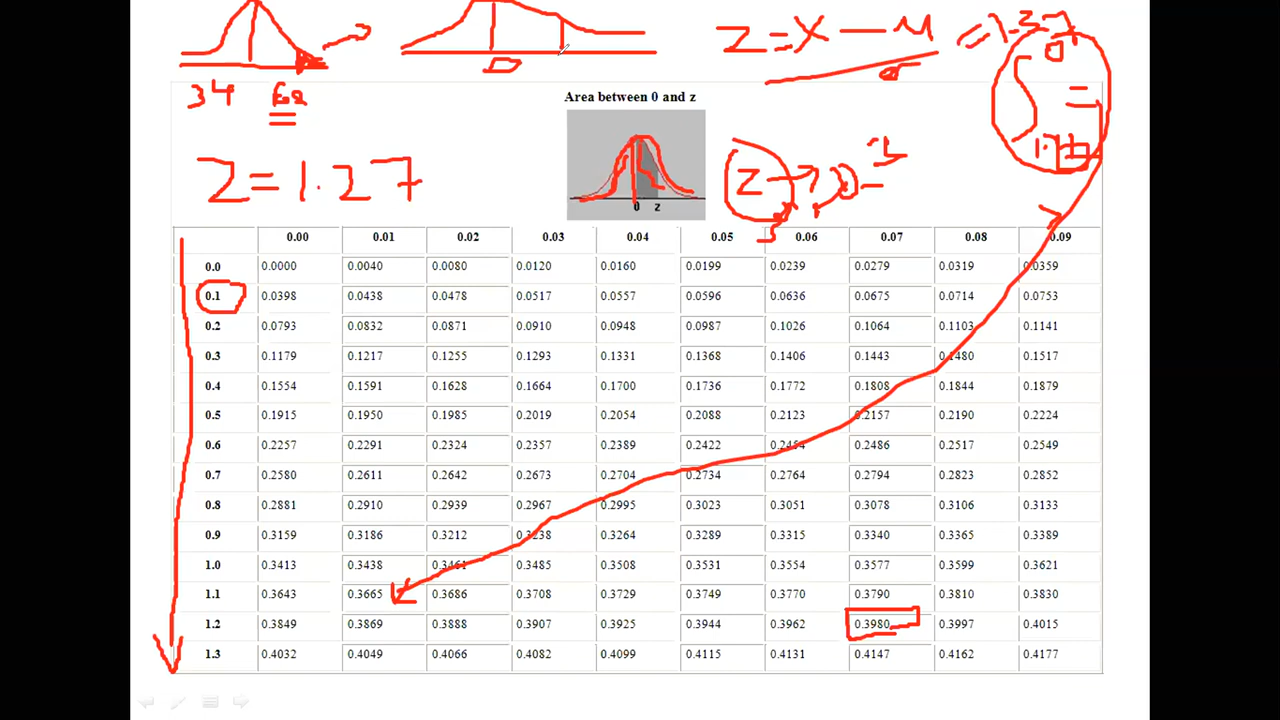 Z = X − M = 1.27
34
0
Area between 0 and z
Z = 1.27
Z
0 z
0.00 0.01 0.02 0.03 0.04 0.05 0.06 0.07 0.08 0.09
0.0 0.0000 0.0040 0.0080 0.0120 0.0160 0.0199 0.0239 0.0279 0.0319 0.0359
0.1 0.0398 0.0438 0.0478 0.0517 0.0557 0.0596 0.0636 0.0675 0.0714 0.0753
0.2 0.0793 0.0832 0.0871 0.0910 0.0948 0.0987 0.1026 0.1064 0.1103 0.1141
0.3 0.1179 0.1217 0.1255 0.1293 0.1331 0.1368 0.1406 0.1443 0.1480 0.1517
0.4 0.1554 0.1591 0.1628 0.1664 0.1700 0.1736 0.1772 0.1808 0.1844 0.1879
0.5 0.1915 0.1950 0.1985 0.2019 0.2054 0.2088 0.2123 0.2157 0.2190 0.2224
0.6 0.2257 0.2291 0.2324 0.2357 0.2389 0.2422 0.2454 0.2486 0.2517 0.2549
0.7 0.2580 0.2611 0.2642 0.2673 0.2704 0.2734 0.2764 0.2794 0.2823 0.2852
0.8 0.2881 0.2910 0.2939 0.2967 0.2995 0.3023 0.3051 0.3078 0.3106 0.3133
0.9 0.3159 0.3186 0.3212 0.3238 0.3264 0.3289 0.3315 0.3340 0.3365 0.3389
1.0 0.3413 0.3438 0.3461 0.3485 0.3508 0.3531 0.3554 0.3577 0.3599 0.3621
1.1 0.3643 0.3665 0.3686 0.3708 0.3729 0.3749 0.3770 0.3790 0.3810 0.3830
1.2 0.3849 0.3869 0.3888 0.3907 0.3925 0.3944 0.3962 0.3980 0.3997 0.4015
1.3 0.4032 0.4049 0.4066 0.4082 0.4099 0.4115 0.4131 0.4147 0.4162 0.4177